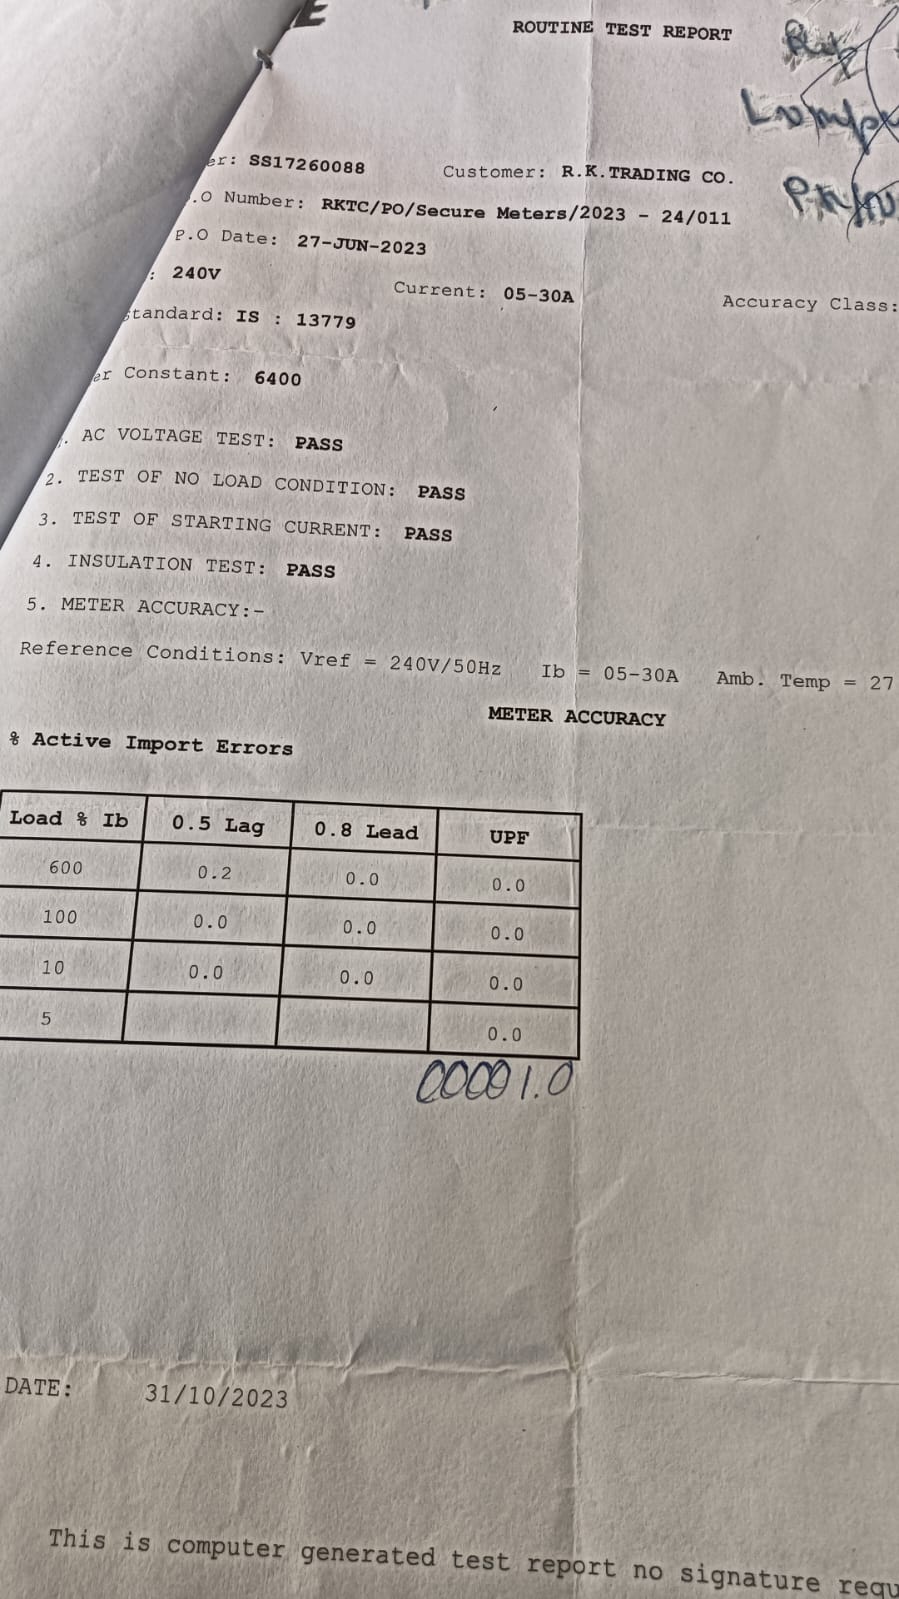 E
ROUTINE TEST REPORT
er: SS17260088 Customer: R.K.TRADING CO.
.O Number: RKTC/PO/Secure Meters/2023 - 24/011
P.O Date: 27-JUN-2023
: 240V Current: 05-30A Accuracy Class:
Standard: IS : 13779
er Constant: 6400
. AC VOLTAGE TEST: PASS
2. TEST OF NO LOAD CONDITION: PASS
3. TEST OF STARTING CURRENT: PASS
4. INSULATION TEST: PASS
5. METER ACCURACY:-
Reference Conditions: Vref = 240V/50Hz Ib = 05-30A Amb. Temp = 27
METER ACCURACY
% Active Import Errors
Load % Ib 0.5 Lag 0.8 Lead UPF
600 0.2 0.0 0.0
100 0.0 0.0 0.0
10 0.0 0.0 0.0
5 0.0
00001.0
DATE: 31/10/2023
This is computer generated test report no signature requ